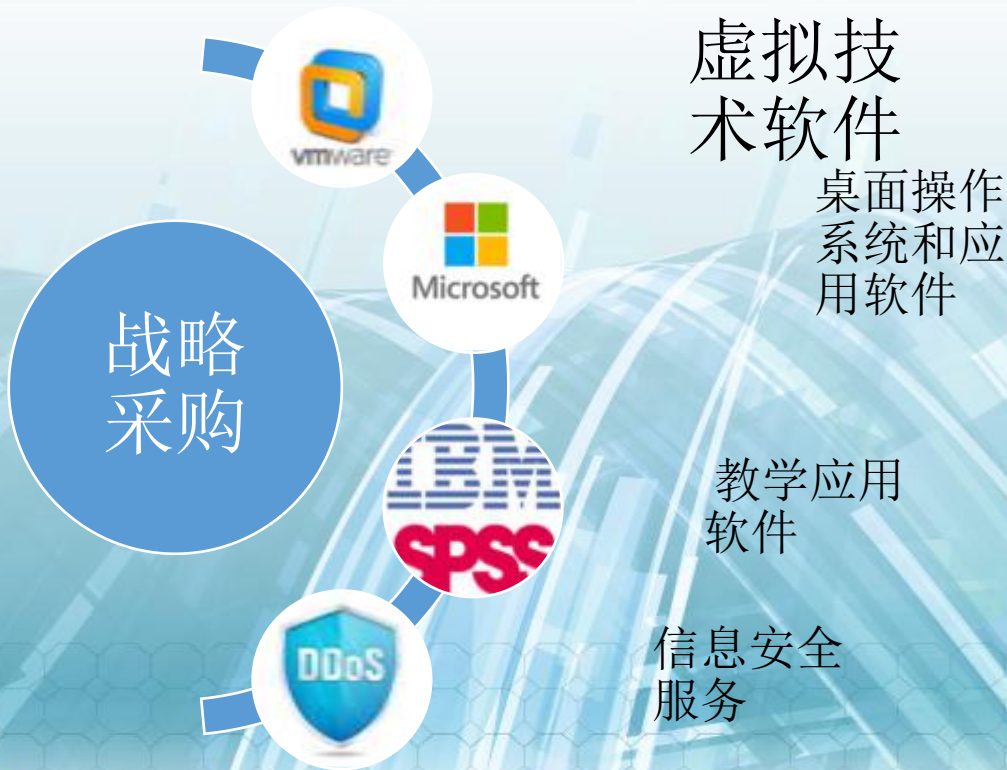 虚拟技
术软件
vmware
桌面操作
系统和应
用软件
Microsoft
战略
采购
IBM
SPSS
教学应用
软件
DDoS
信息安全
服务